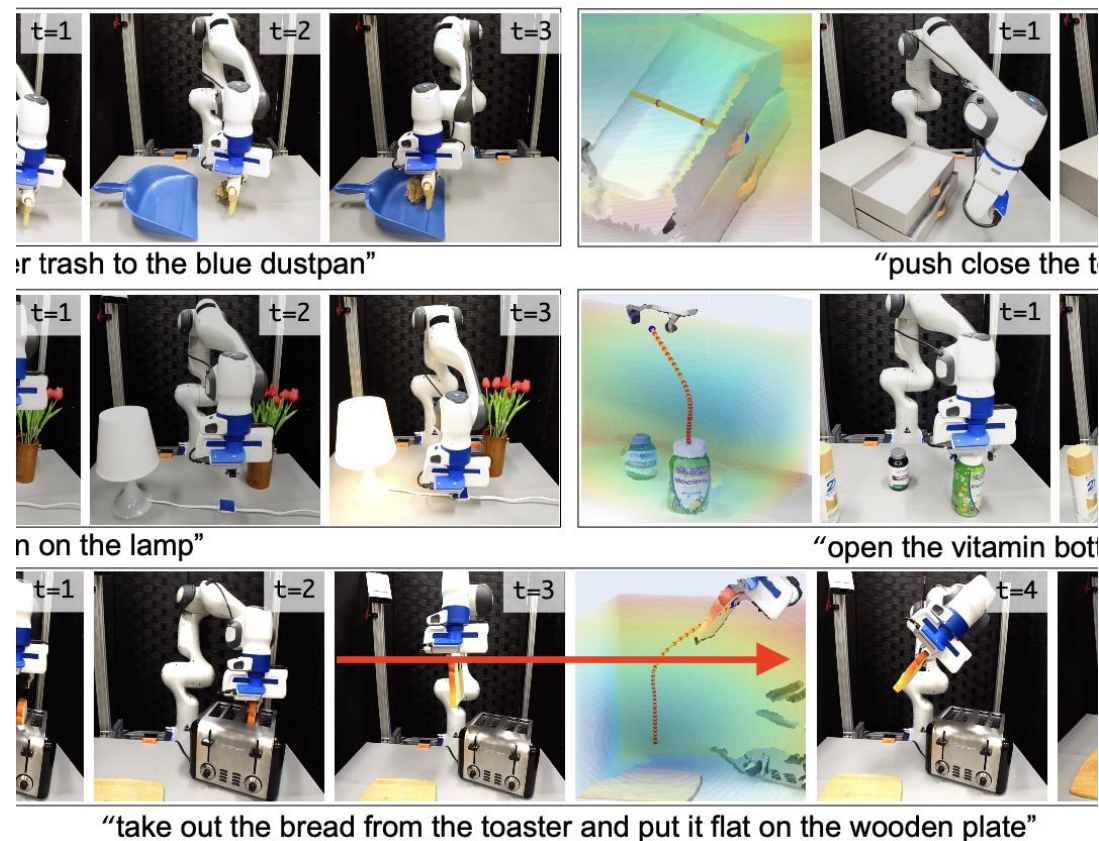 t=1 t=2 t=3 t=1
er trash to the blue dustpan” “push close the t
t=1 t=2 t=3 t=1
n on the lamp” “open the vitamin bott
t=1 t=2 t=3 t=4
“take out the bread from the toaster and put it flat on the wooden plate”